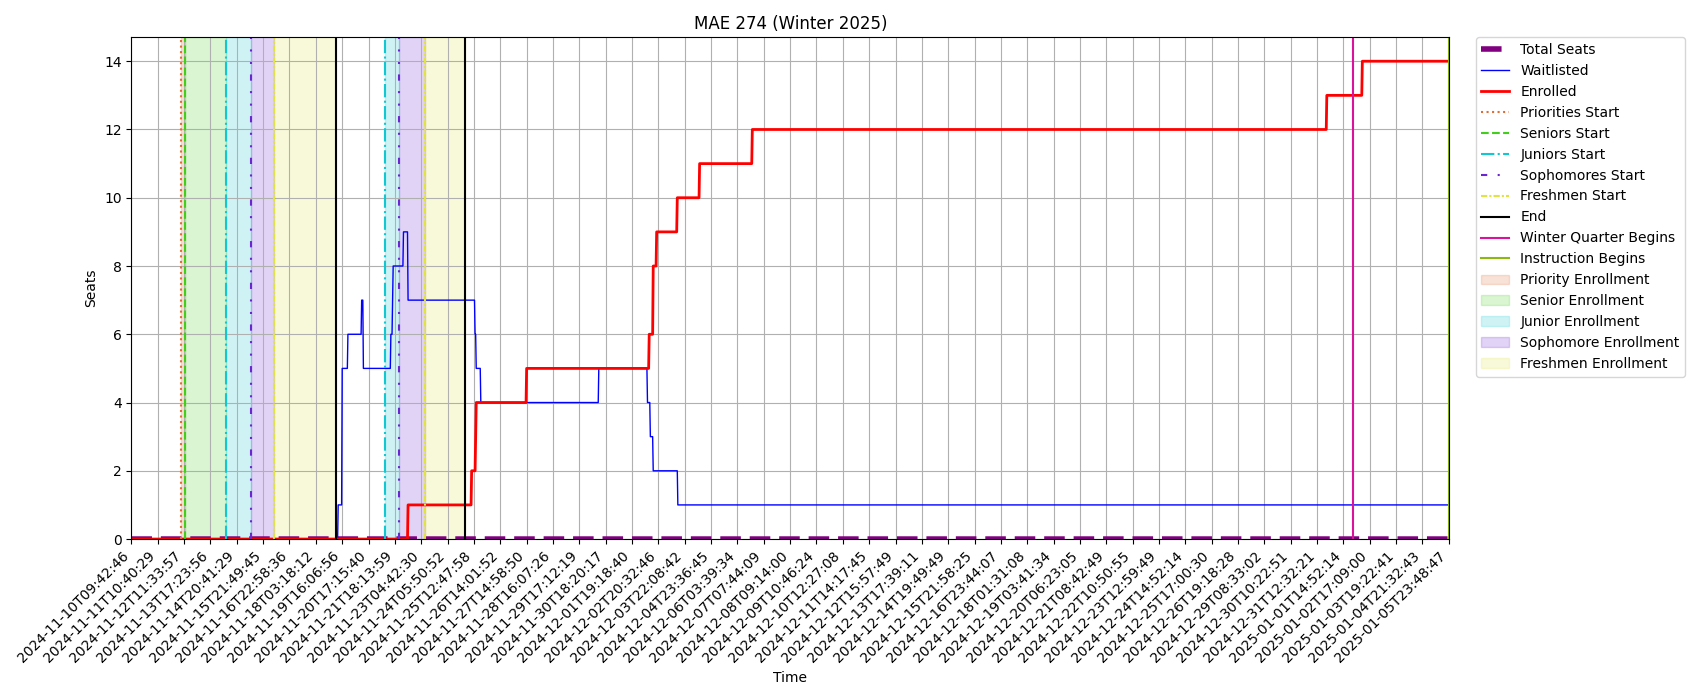 MAE 274 (Winter 2025)
Seats
14
12
10
8
6
4
2
0
2024-11-10T09:42:46
2024-11-11T10:40:29
2024-11-12T11:33:57
2024-11-13T17:23:56
2024-11-14T20:41:29
2024-11-15T21:49:45
2024-11-16T22:58:36
2024-11-18T03:18:12
2024-11-19T16:06:56
2024-11-20T17:15:40
2024-11-21T18:13:59
2024-11-23T04:42:30
2024-11-24T05:50:52
2024-11-25T12:47:58
2024-11-26T14:01:52
2024-11-27T14:58:50
2024-11-28T16:07:26
2024-11-29T17:12:19
2024-11-30T18:20:17
2024-12-01T19:18:40
2024-12-02T20:32:46
2024-12-03T22:08:42
2024-12-04T23:36:45
2024-12-06T03:39:34
2024-12-07T07:44:09
2024-12-08T09:14:00
2024-12-09T10:46:24
2024-12-10T12:27:08
2024-12-11T14:17:45
2024-12-12T15:57:49
2024-12-13T17:39:11
2024-12-14T19:49:49
2024-12-15T21:58:25
2024-12-16T23:44:07
2024-12-18T01:31:08
2024-12-19T03:41:34
2024-12-20T06:23:05
2024-12-21T08:42:49
2024-12-22T10:50:55
2024-12-23T12:59:49
2024-12-24T14:52:14
2024-12-25T17:00:30
2024-12-26T19:18:28
2024-12-29T08:33:02
2024-12-30T10:22:51
2024-12-31T12:32:21
2025-01-01T14:52:14
2025-01-02T17:09:00
2025-01-03T19:22:41
2025-01-04T21:32:43
2025-01-05T23:48:47
Time
Total Seats
Waitlisted
Enrolled
Priorities Start
Seniors Start
Juniors Start
Sophomores Start
Freshmen Start
End
Winter Quarter Begins
Instruction Begins
Priority Enrollment
Senior Enrollment
Junior Enrollment
Sophomore Enrollment
Freshmen Enrollment